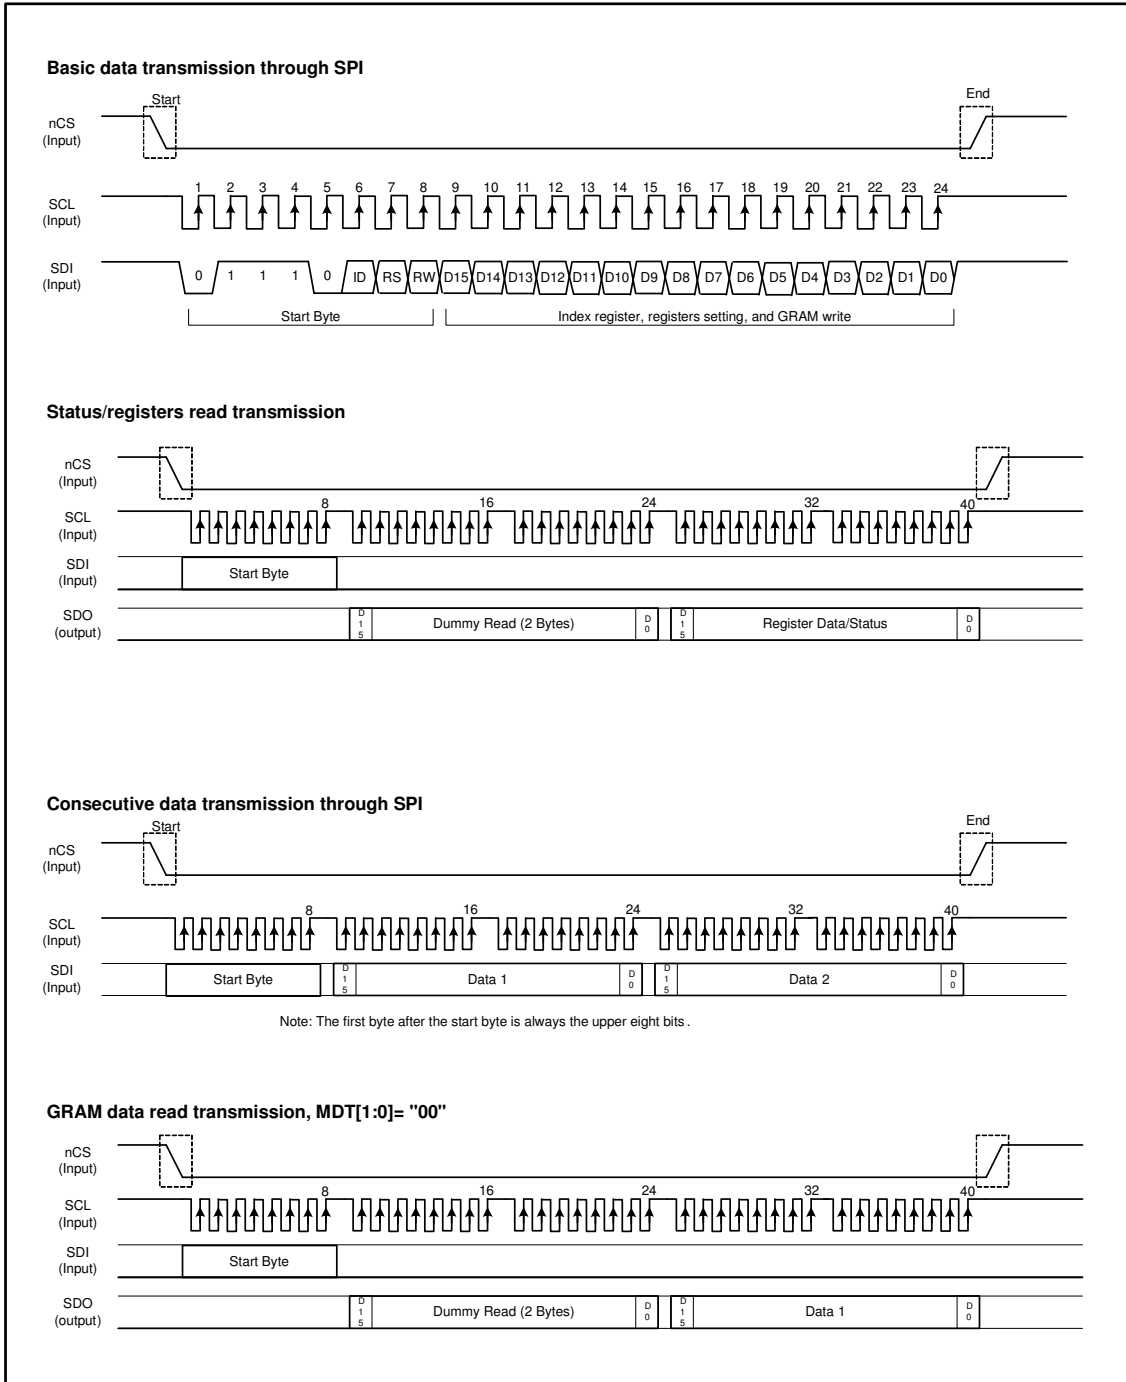 Basic data transmission through SPI
Start
End
nCS
(Input)
1 2 3 4 5 6 7 8 9 10 11 12 13 14 15 16 17 18 19 20 21 22 23 24
SCL
(Input)
SDI
(Input)
0 1 1 1 0 ID RS RW D15 D14 D13 D12 D11 D10 D9 D8 D7 D6 D5 D4 D3 D2 D1 D0
Start Byte
Index register, registers setting, and GRAM write
Status/registers read transmission
nCS
(Input)
8 16 24 32 40
SCL
(Input)
SDI
(Input)
Start Byte
SDO
(output)
D15 Dummy Read (2 Bytes) D0 D15 Register Data/Status D0
Consecutive data transmission through SPI
Start
End
nCS
(Input)
8 16 24 32 40
SCL
(Input)
SDI
(Input)
Start Byte D15 Data 1 D0 D15 Data 2 D0
Note: The first byte after the start byte is always the upper eight bits.
GRAM data read transmission, MDT[1:0]= "00"
nCS
(Input)
8 16 24 32 40
SCL
(Input)
SDI
(Input)
Start Byte
SDO
(output)
D15 Dummy Read (2 Bytes) D0 D15 Data 1 D0